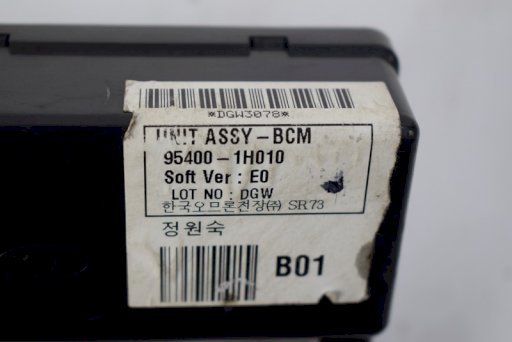 *DGW3078*
UNIT ASSY-BCM
95400-1H010
Soft Ver : E0
LOT NO : DGW
한국오므론전장㈜ SR73
정원숙
B01